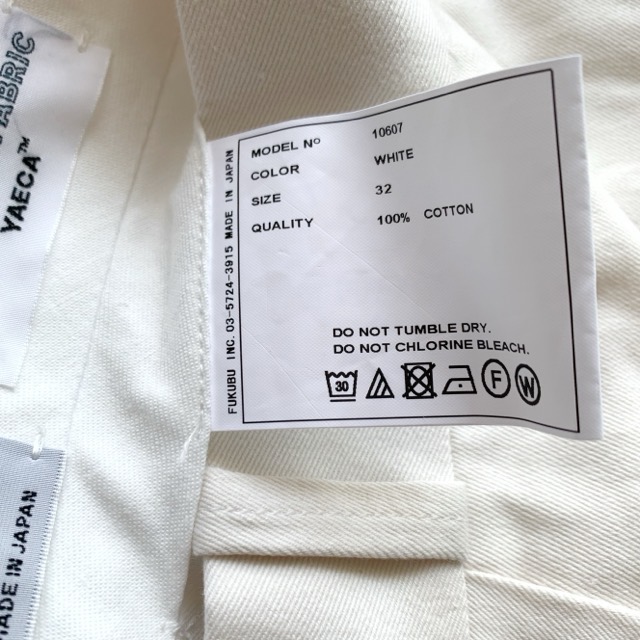 MODEL Nº 10607
COLOR WHITE
SIZE 32
QUALITY 100% COTTON
DO NOT TUMBLE DRY.
DO NOT CHLORINE BLEACH.
30 F W
FUKUBU INC. 03-5724-3915 MADE IN JAPAN
YAECA™
MADE IN JAPAN